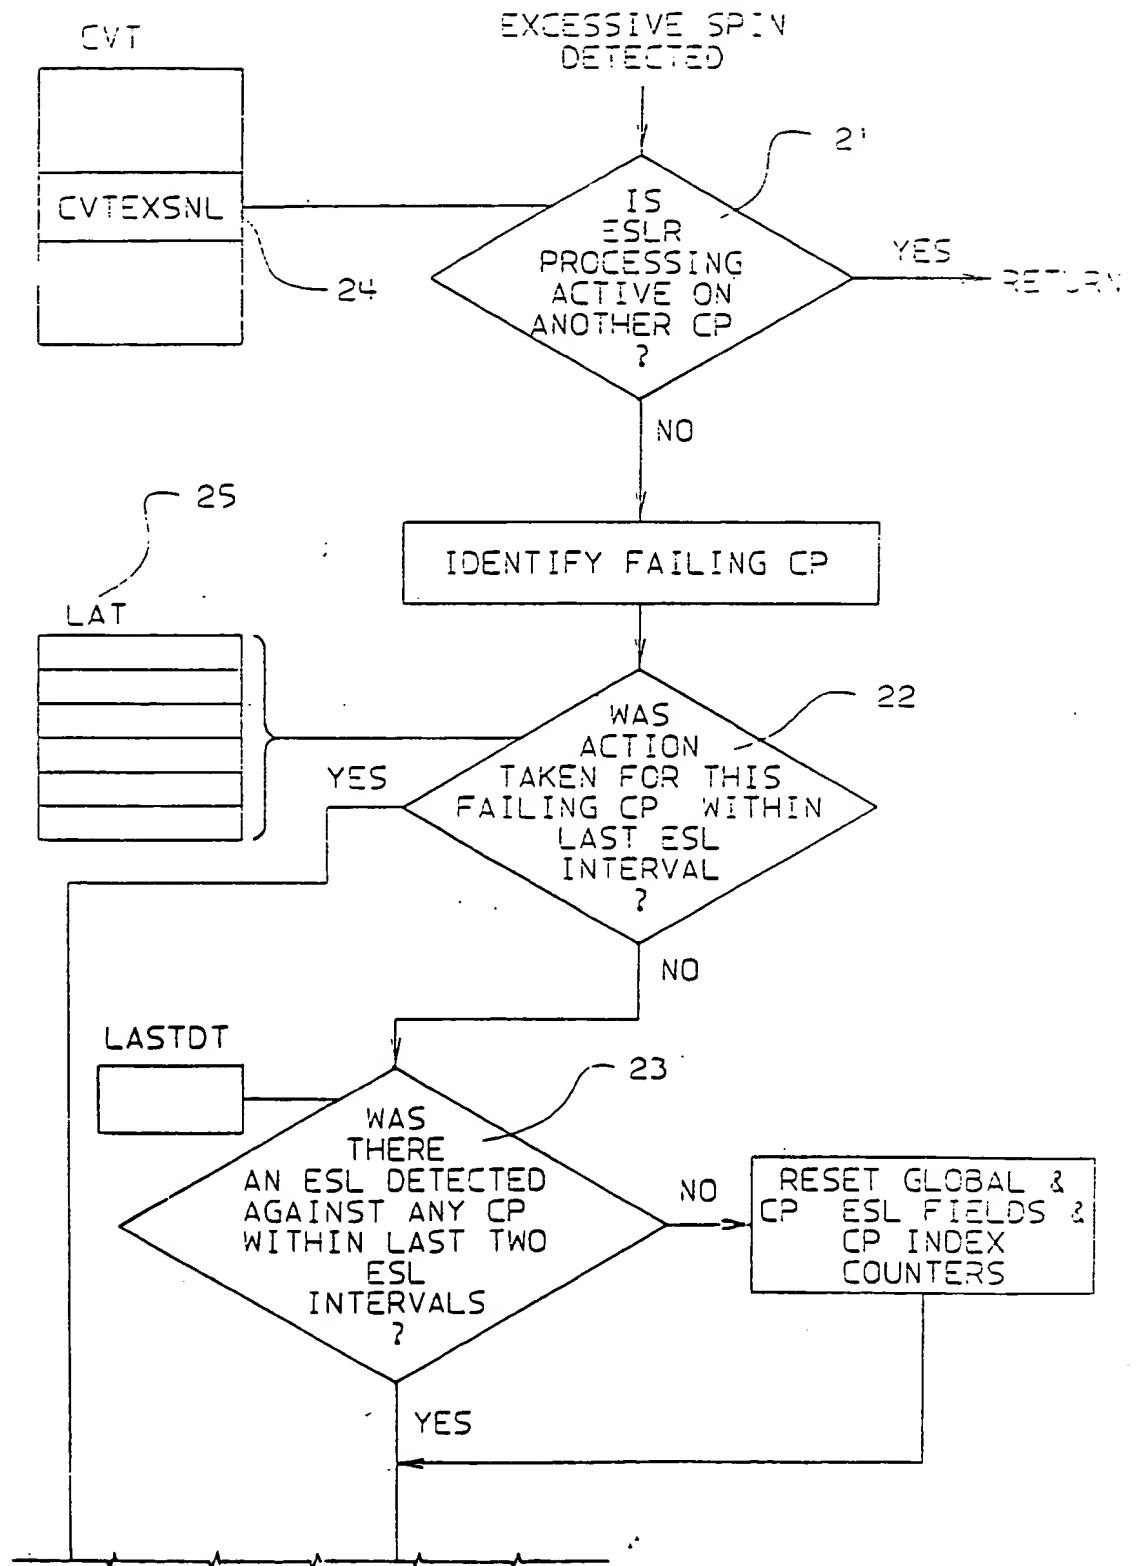 CVT
EXCESSIVE SPIN
DETECTED
21
CVTEXSNL
24
IS
ESLR
PROCESSING
ACTIVE ON
ANOTHER CP
?
YES
RETURN
NO
25
IDENTIFY FAILING CP
LAT
22
WAS
ACTION
TAKEN FOR THIS
FAILING CP WITHIN
LAST ESL
INTERVAL
?
YES
NO
LASTDT
23
WAS
THERE
AN ESL DETECTED
AGAINST ANY CP
WITHIN LAST TWO
ESL
INTERVALS
?
NO
RESET GLOBAL &
CP ESL FIELDS &
CP INDEX
COUNTERS
YES